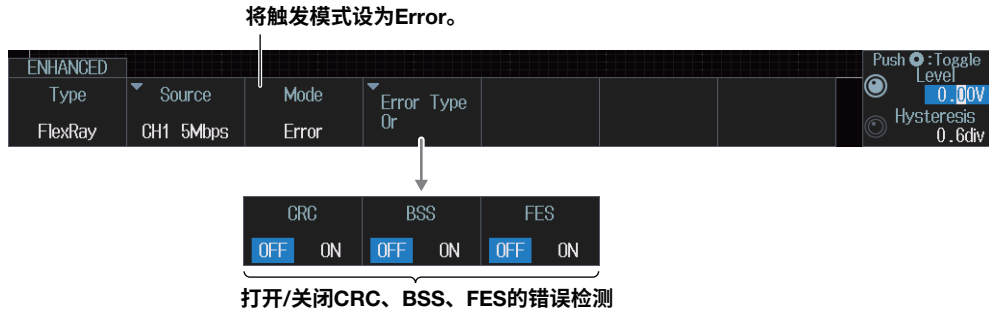 将触发模式设为Error。
ENHANCED
Type
FlexRay
Source
CH1 5Mbps
Mode
Error
Error Type
Or
Push :Toggle
Level
0.00V
Hysteresis
0.6div
CRC
OFF ON
BSS
OFF ON
FES
OFF ON
打开/关闭CRC、BSS、FES的错误检测